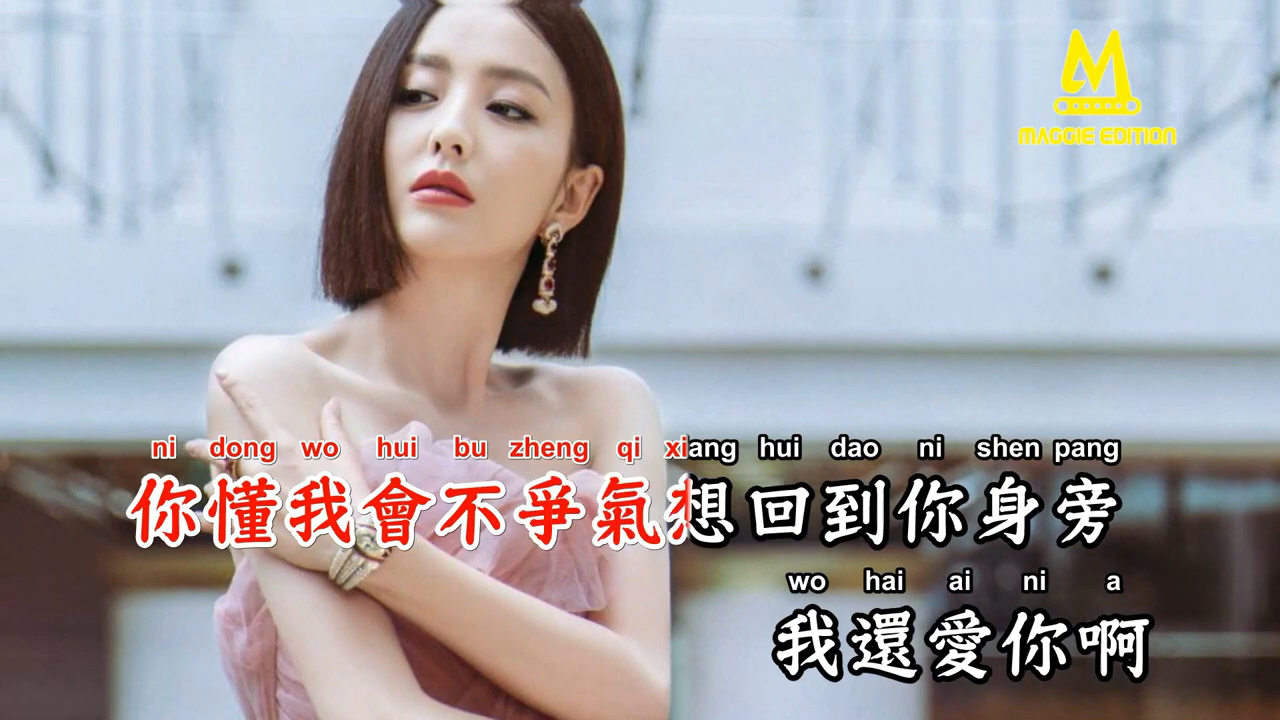 M
MAGGIE EDITION
ni dong wo hui bu zheng qi xiang hui dao ni shen pang
你懂我會不爭氣想回到你身旁
wo hai ai ni a
我還愛你啊